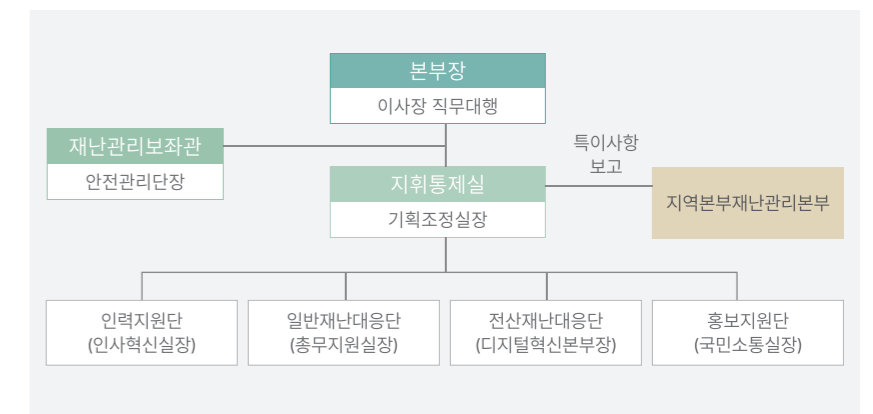 본부장
이사장 직무대행
재난관리보좌관
안전관리단장
특이사항
보고
지휘통제실
기획조정실장
지역본부재난관리본부
인력지원단
(인사혁신실장)
일반재난대응단
(총무지원실장)
전산재난대응단
(디지털혁신본부장)
홍보지원단
(국민소통실장)